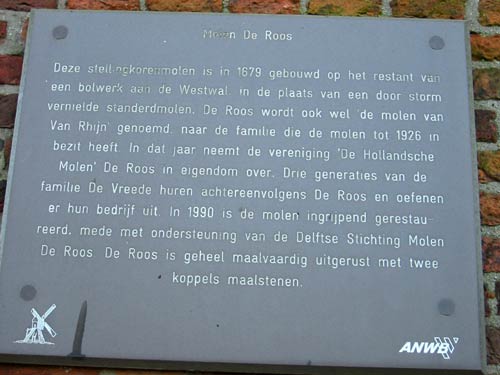 Molen De Roos
Deze stellingkorenmolen is in 1679 gebouwd op het restant van
een bolwerk aan de Westwal, in de plaats van een door storm
vernielde standerdmolen. De Roos wordt ook wel 'de molen van
Van Rhijn' genoemd, naar de familie die de molen tot 1926 in
bezit heeft. In dat jaar neemt de vereniging 'De Hollandsche
Molen' De Roos in eigendom over. Drie generaties van de
familie De Vreede huren achtereenvolgens De Roos en oefenen
er hun bedrijf uit. In 1990 is de molen ingrijpend gerestau-
reerd, mede met ondersteuning van de Delftse Stichting Molen
De Roos. De Roos is geheel maalvaardig uitgerust met twee
koppels maalstenen.
ANWB